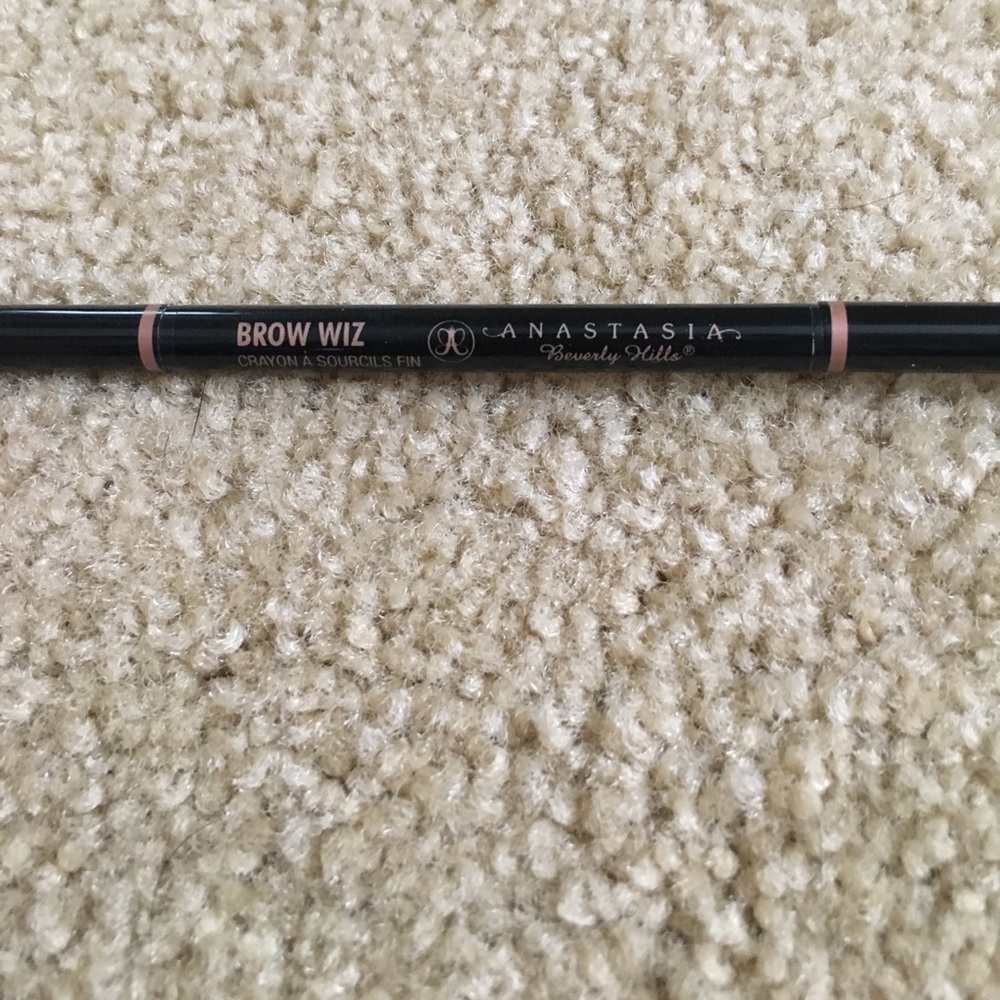 BROW WIZ
CRAYON À SOURCILS FIN
ANASTASIA
Beverly Hills®